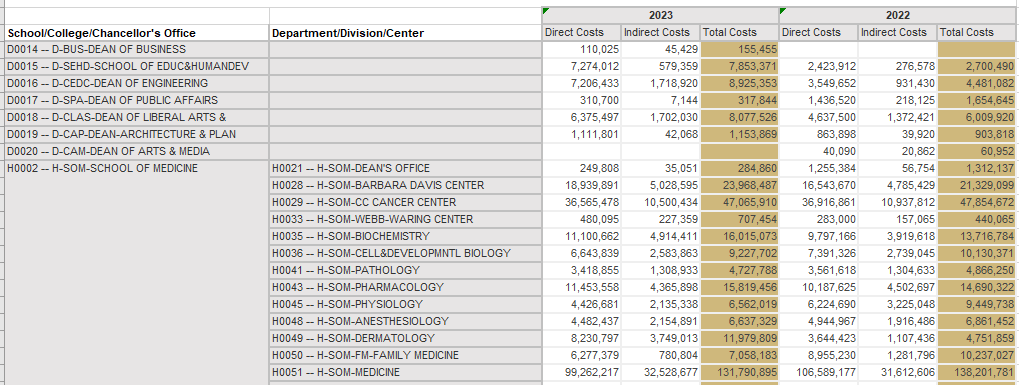 2023 2022
School/College/Chancellor's Office Department/Division/Center Direct Costs Indirect Costs Total Costs Direct Costs Indirect Costs Total Costs
D0014 -- D-BUS-DEAN OF BUSINESS 110,025 45,429 155,455
D0015 -- D-SEHD-SCHOOL OF EDUC&HUMANDEV 7,274,012 579,359 7,853,371 2,423,912 276,578 2,700,490
D0016 -- D-CEDC-DEAN OF ENGINEERING 7,206,433 1,718,920 8,925,353 3,549,652 931,430 4,481,082
D0017 -- D-SPA-DEAN OF PUBLIC AFFAIRS 310,700 7,144 317,844 1,436,520 218,125 1,654,645
D0018 -- D-CLAS-DEAN OF LIBERAL ARTS & 6,375,497 1,702,030 8,077,526 4,637,500 1,372,421 6,009,920
D0019 -- D-CAP-DEAN-ARCHITECTURE & PLAN 1,111,801 42,068 1,153,869 863,898 39,920 903,818
D0020 -- D-CAM-DEAN OF ARTS & MEDIA 40,090 20,862 60,952
H0002 -- H-SOM-SCHOOL OF MEDICINE H0021 -- H-SOM-DEAN'S OFFICE 249,808 35,051 284,860 1,255,384 56,754 1,312,137
H0028 -- H-SOM-BARBARA DAVIS CENTER 18,939,891 5,028,595 23,968,487 16,543,670 4,785,429 21,329,099
H0029 -- H-SOM-CC CANCER CENTER 36,565,478 10,500,434 47,065,910 36,916,861 10,937,812 47,854,672
H0033 -- H-SOM-WEBB-WARING CENTER 480,095 227,359 707,454 283,000 157,065 440,065
H0035 -- H-SOM-BIOCHEMISTRY 11,100,662 4,914,411 16,015,073 9,797,166 3,919,618 13,716,784
H0036 -- H-SOM-CELL&DEVELOPMNTL BIOLOGY 6,643,839 2,583,863 9,227,702 7,391,326 2,739,045 10,130,371
H0041 -- H-SOM-PATHOLOGY 3,418,855 1,308,933 4,727,788 3,561,618 1,304,633 4,866,250
H0043 -- H-SOM-PHARMACOLOGY 11,453,558 4,365,898 15,819,456 10,187,625 4,502,697 14,690,322
H0045 -- H-SOM-PHYSIOLOGY 4,426,681 2,135,338 6,562,019 6,224,690 3,225,048 9,449,738
H0048 -- H-SOM-ANESTHESIOLOGY 4,482,437 2,154,891 6,637,329 4,944,967 1,916,486 6,861,452
H0049 -- H-SOM-DERMATOLOGY 8,230,797 3,749,013 11,979,809 3,644,423 1,107,436 4,751,859
H0050 -- H-SOM-FM-FAMILY MEDICINE 6,277,379 780,804 7,058,183 8,955,230 1,281,796 10,237,027
H0051 -- H-SOM-MEDICINE 99,262,217 32,528,677 131,790,895 106,589,177 31,612,606 138,201,781